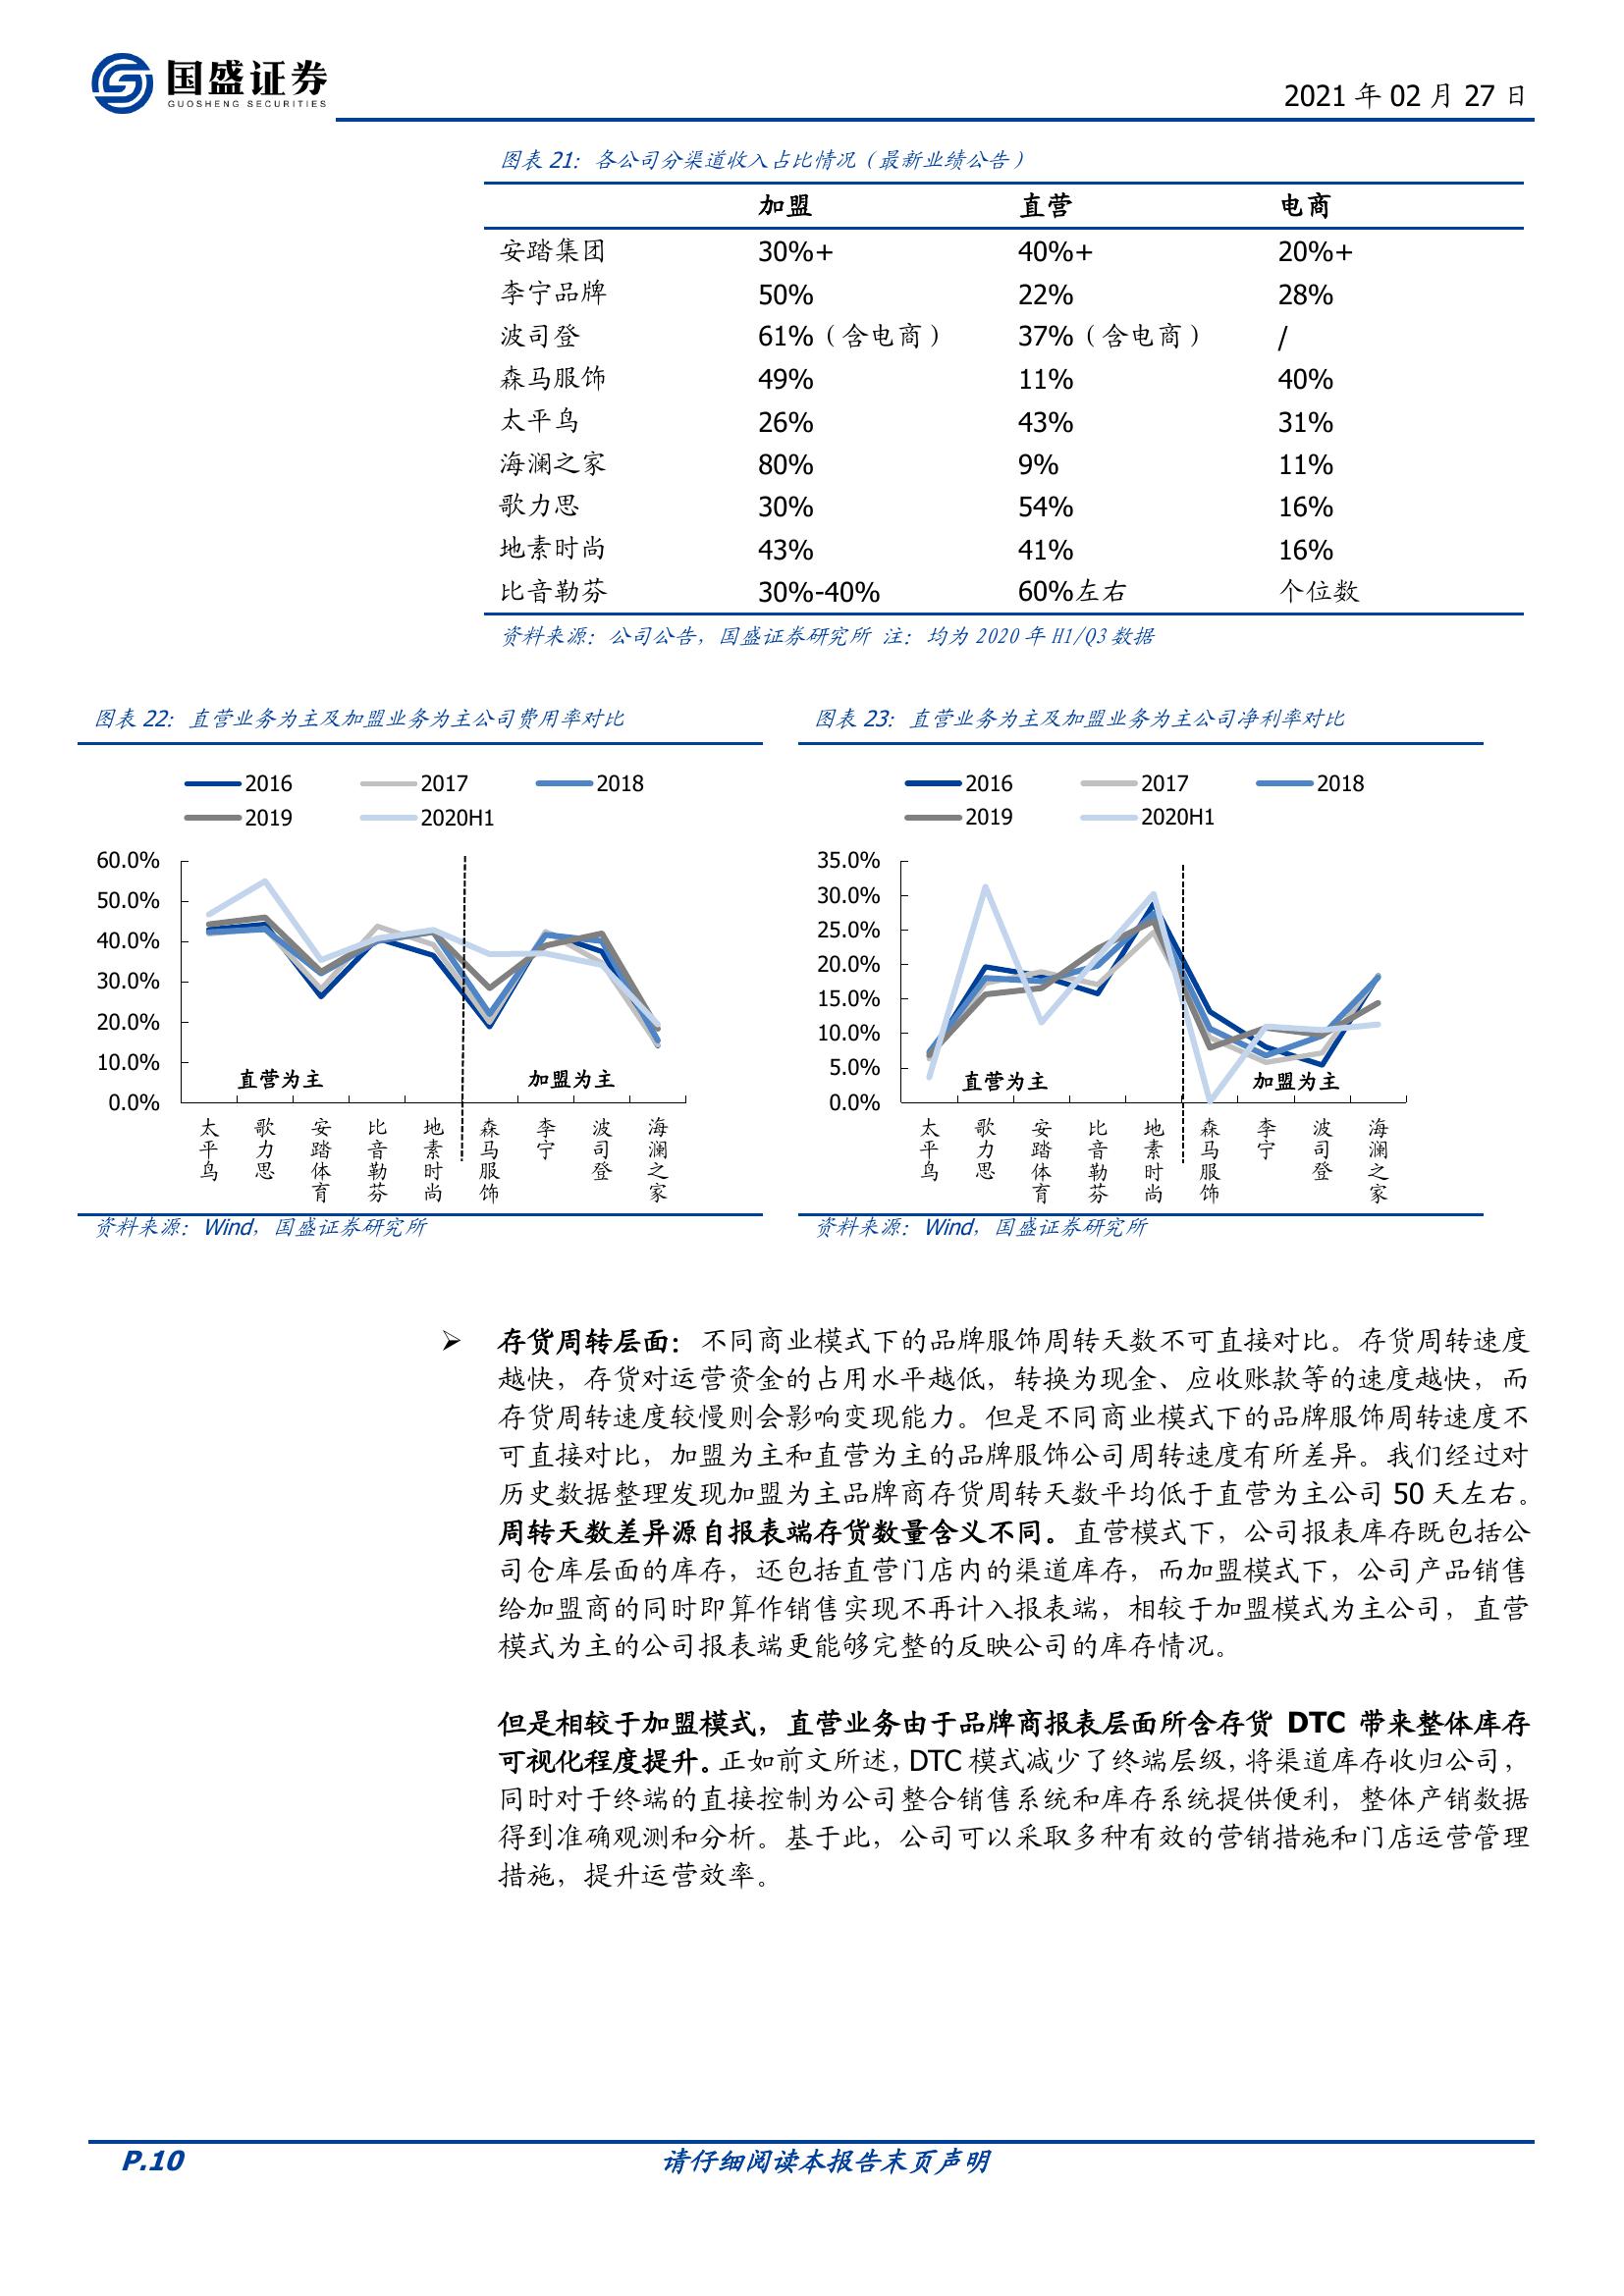 国盛证券
GUOSHENG SECURITIES
2021 年 02 月 27 日
图表 21：各公司分渠道收入占比情况（最新业绩公告）
加盟 直营 电商
安踏集团 30%+ 40%+ 20%+
李宁品牌 50% 22% 28%
波司登 61%（含电商） 37%（含电商） /
森马服饰 49% 11% 40%
太平鸟 26% 43% 31%
海澜之家 80% 9% 11%
歌力思 30% 54% 16%
地素时尚 43% 41% 16%
比音勒芬 30%-40% 60%左右 个位数
资料来源：公司公告，国盛证券研究所 注：均为 2020 年 H1/Q3 数据
图表 22：直营业务为主及加盟业务为主公司费用率对比
2016 2017 2018
2019 2020H1
60.0%
50.0%
40.0%
30.0%
20.0%
10.0%
0.0%
直营为主 加盟为主
太平鸟 歌力思 安踏体育 比音勒芬 地素时尚 森马服饰 李宁 波司登 海澜之家
资料来源：Wind，国盛证券研究所
图表 23：直营业务为主及加盟业务为主公司净利率对比
2016 2017 2018
2019 2020H1
35.0%
30.0%
25.0%
20.0%
15.0%
10.0%
5.0%
0.0%
直营为主 加盟为主
太平鸟 歌力思 安踏体育 比音勒芬 地素时尚 森马服饰 李宁 波司登 海澜之家
资料来源：Wind，国盛证券研究所
➢ 存货周转层面：不同商业模式下的品牌服饰周转天数不可直接对比。存货周转速度
越快，存货对运营资金的占用水平越低，转换为现金、应收账款等的速度越快，而
存货周转速度较慢则会影响变现能力。但是不同商业模式下的品牌服饰周转速度不
可直接对比，加盟为主和直营为主的品牌服饰公司周转速度有所差异。我们经过对
历史数据整理发现加盟为主品牌商存货周转天数平均低于直营为主公司 50 天左右。
周转天数差异源自报表端存货数量含义不同。直营模式下，公司报表库存既包括公
司仓库层面的库存，还包括直营门店内的渠道库存，而加盟模式下，公司产品销售
给加盟商的同时即算作销售实现不再计入报表端，相较于加盟模式为主公司，直营
模式为主的公司报表端更能够完整的反映公司的库存情况。
但是相较于加盟模式，直营业务由于品牌商报表层面所含存货 DTC 带来整体库存
可视化程度提升。正如前文所述，DTC 模式减少了终端层级，将渠道库存收归公司，
同时对于终端的直接控制为公司整合销售系统和库存系统提供便利，整体产销数据
得到准确观测和分析。基于此，公司可以采取多种有效的营销措施和门店运营管理
措施，提升运营效率。
P.10 请仔细阅读本报告末页声明